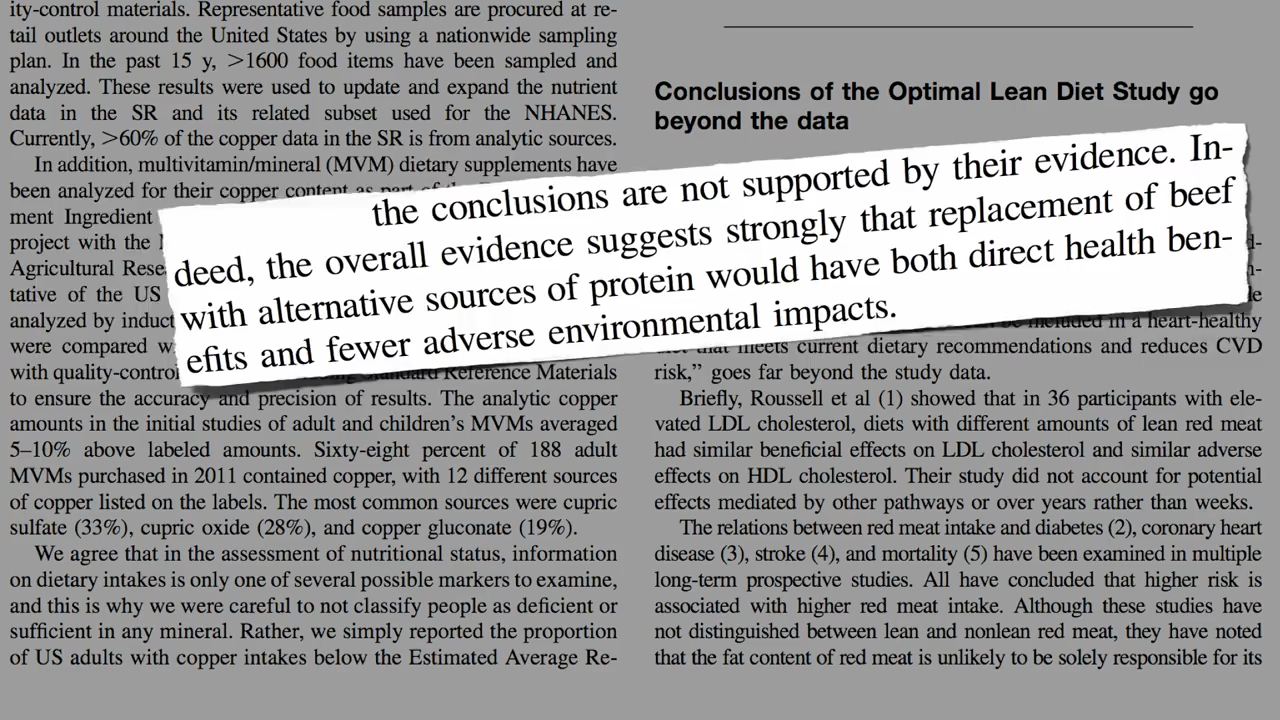 ity-control materials. Representative food samples are procured at re-
tail outlets around the United States by using a nationwide sampling
plan. In the past 15 y, >1600 food items have been sampled and
analyzed. These results were used to update and expand the nutrient
data in the SR and its related subset used for the NHANES.
Currently, >60% of the copper data in the SR is from analytic sources.
In addition, multivitamin/mineral (MVM) dietary supplements have
been analyzed for their copper content as part of the
ment Ingredient
project with the
Agricultural Rese
tative of the US
analyzed by induct
were compared w
with quality-control Standard Reference Materials
to ensure the accuracy and precision of results. The analytic copper
amounts in the initial studies of adult and children's MVMs averaged
5–10% above labeled amounts. Sixty-eight percent of 188 adult
MVMs purchased in 2011 contained copper, with 12 different sources
of copper listed on the labels. The most common sources were cupric
sulfate (33%), cupric oxide (28%), and copper gluconate (19%).
We agree that in the assessment of nutritional status, information
on dietary intakes is only one of several possible markers to examine,
and this is why we were careful to not classify people as deficient or
sufficient in any mineral. Rather, we simply reported the proportion
of US adults with copper intakes below the Estimated Average Re-
the conclusions are not supported by their evidence. In-
deed, the overall evidence suggests strongly that replacement of beef
with alternative sources of protein would have both direct health ben-
efits and fewer adverse environmental impacts.
Conclusions of the Optimal Lean Diet Study go
beyond the data
be included in a heart-healthy
diet that meets current dietary recommendations and reduces CVD
risk,” goes far beyond the study data.
Briefly, Roussell et al (1) showed that in 36 participants with ele-
vated LDL cholesterol, diets with different amounts of lean red meat
had similar beneficial effects on LDL cholesterol and similar adverse
effects on HDL cholesterol. Their study did not account for potential
effects mediated by other pathways or over years rather than weeks.
The relations between red meat intake and diabetes (2), coronary heart
disease (3), stroke (4), and mortality (5) have been examined in multiple
long-term prospective studies. All have concluded that higher risk is
associated with higher red meat intake. Although these studies have
not distinguished between lean and nonlean red meat, they have noted
that the fat content of red meat is unlikely to be solely responsible for its